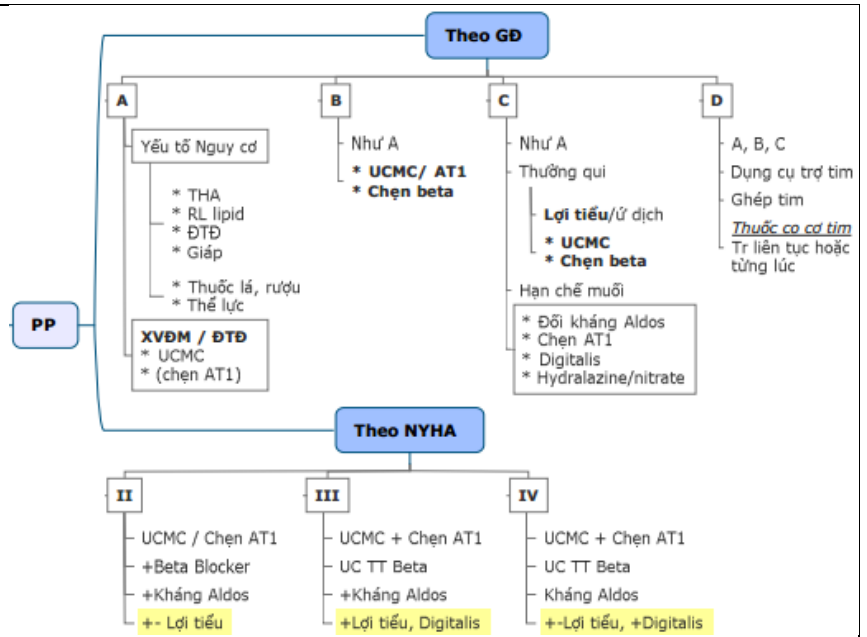 Theo GĐ
A
B
C
D
Yếu tố Nguy cơ
* THA
* RL lipid
* ĐTĐ
* Giáp
* Thuốc lá, rượu
* Thể lực
XVĐM / ĐTĐ
* UCMC
* (chẹn AT1)
Như A
* UCMC/ AT1
* Chẹn beta
Như A
Thường qui
Lợi tiểu/ứ dịch
* UCMC
* Chẹn beta
Hạn chế muối
* Đối kháng Aldos
* Chẹn AT1
* Digitalis
* Hydralazine/nitrate
A, B, C
Dụng cụ trợ tim
Ghép tim
Thuốc co cơ tim
Tr liên tục hoặc
từng lúc
PP
Theo NYHA
II
III
IV
UCMC / Chẹn AT1
+Beta Blocker
+Kháng Aldos
+- Lợi tiểu
UCMC + Chẹn AT1
UC TT Beta
+Kháng Aldos
+Lợi tiểu, Digitalis
UCMC + Chẹn AT1
UC TT Beta
Kháng Aldos
+-Lợi tiểu, +Digitalis